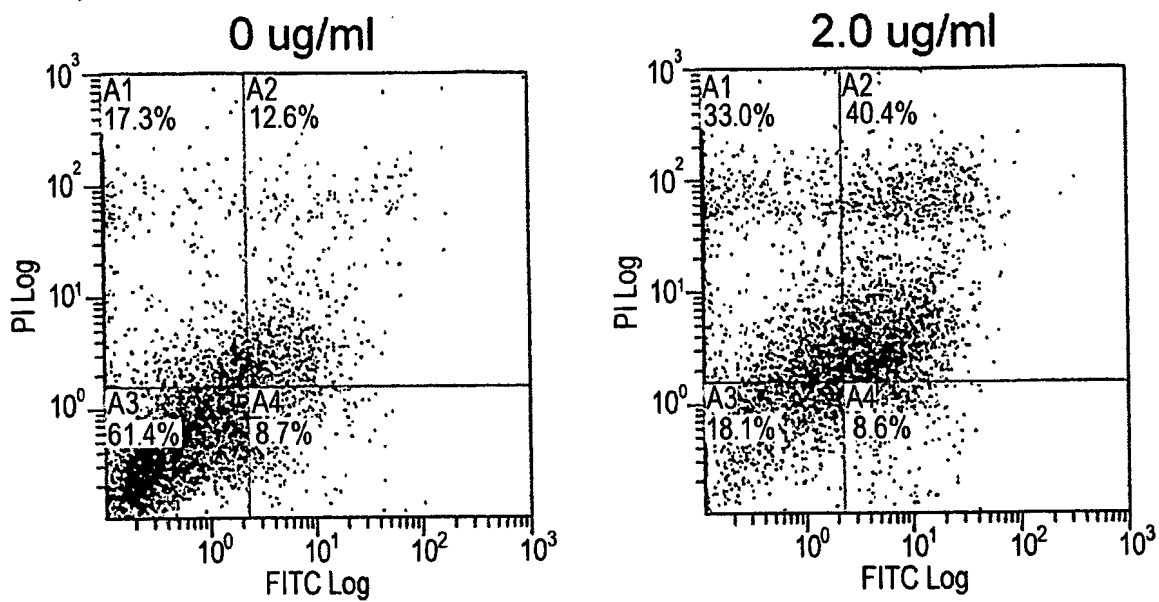 0 ug/ml
10³
A1
17.3%
A2
12.6%
10²
10¹
10⁰
A3
61.4%
A4
8.7%
PI Log
10⁰
10¹
10²
10³
FITC Log
2.0 ug/ml
10³
A1
33.0%
A2
40.4%
10²
10¹
10⁰
A3
18.1%
A4
8.6%
PI Log
10⁰
10¹
10²
10³
FITC Log